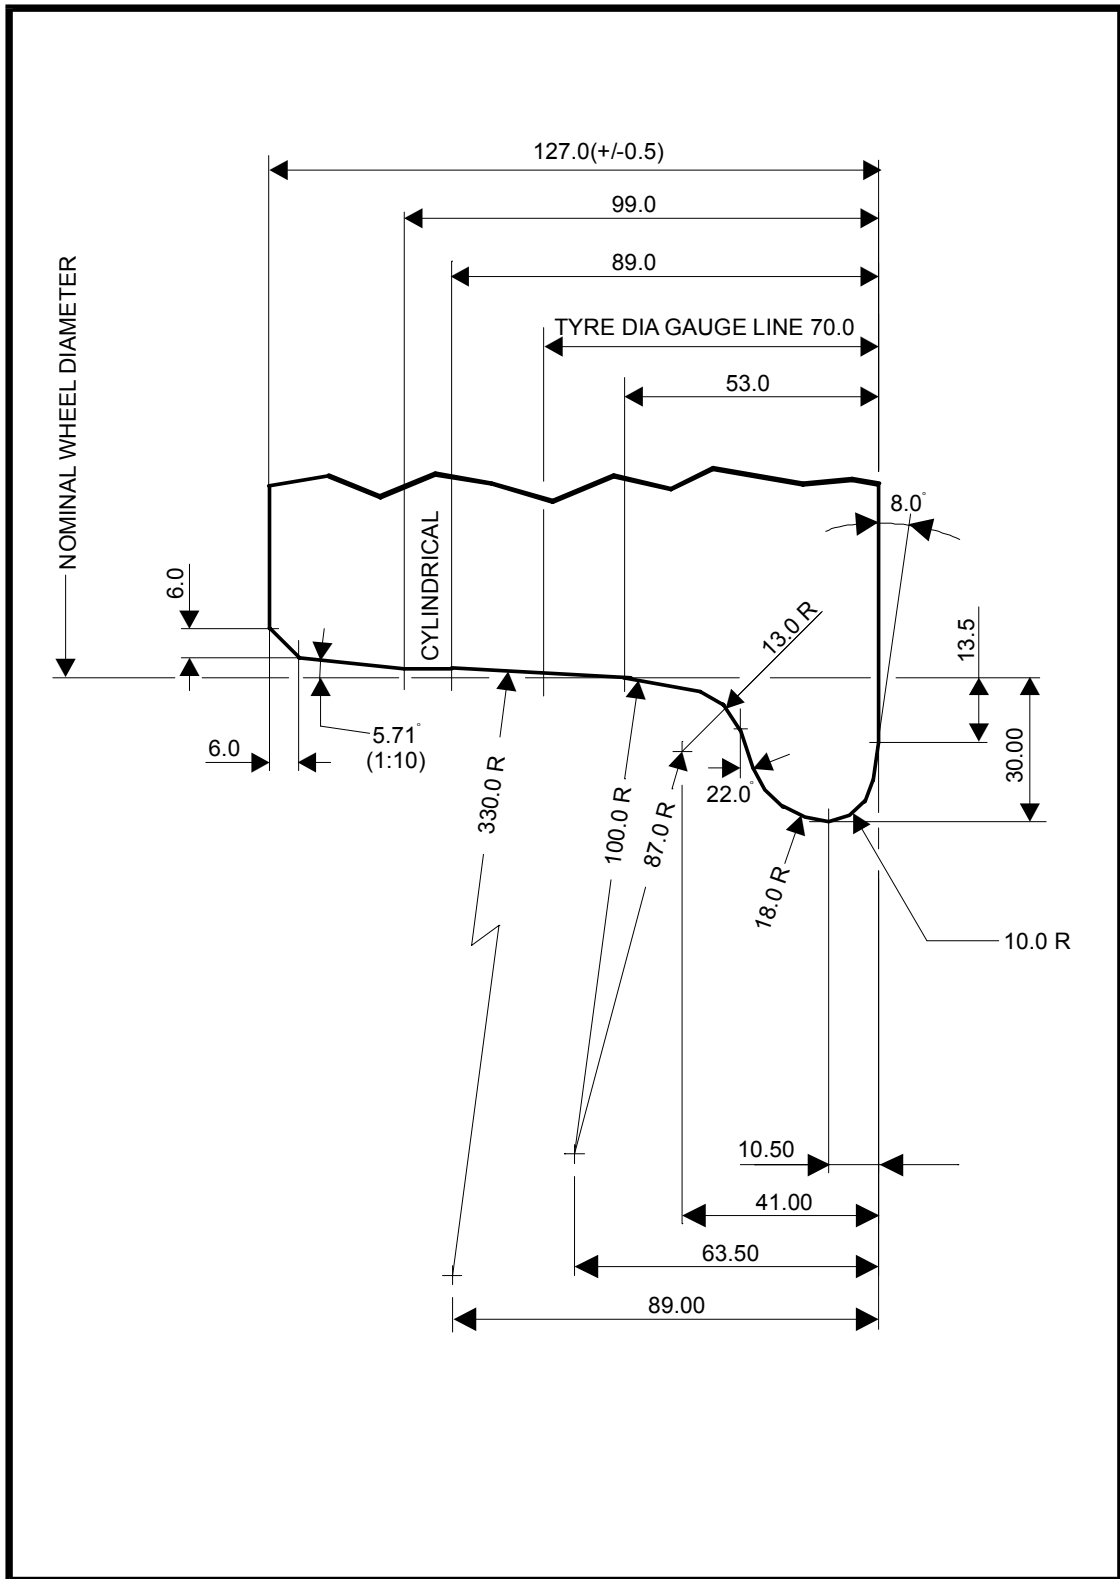 127.0(+/-0.5)
99.0
89.0
TYRE DIA GAUGE LINE 70.0
53.0
NOMINAL WHEEL DIAMETER
8.0°
CYLINDRICAL
6.0
13.0 R
13.5
30.00
5.71°
(1:10)
6.0
22.0°
330.0 R
100.0 R
87.0 R
18.0 R
10.0 R
10.50
41.00
63.50
89.00